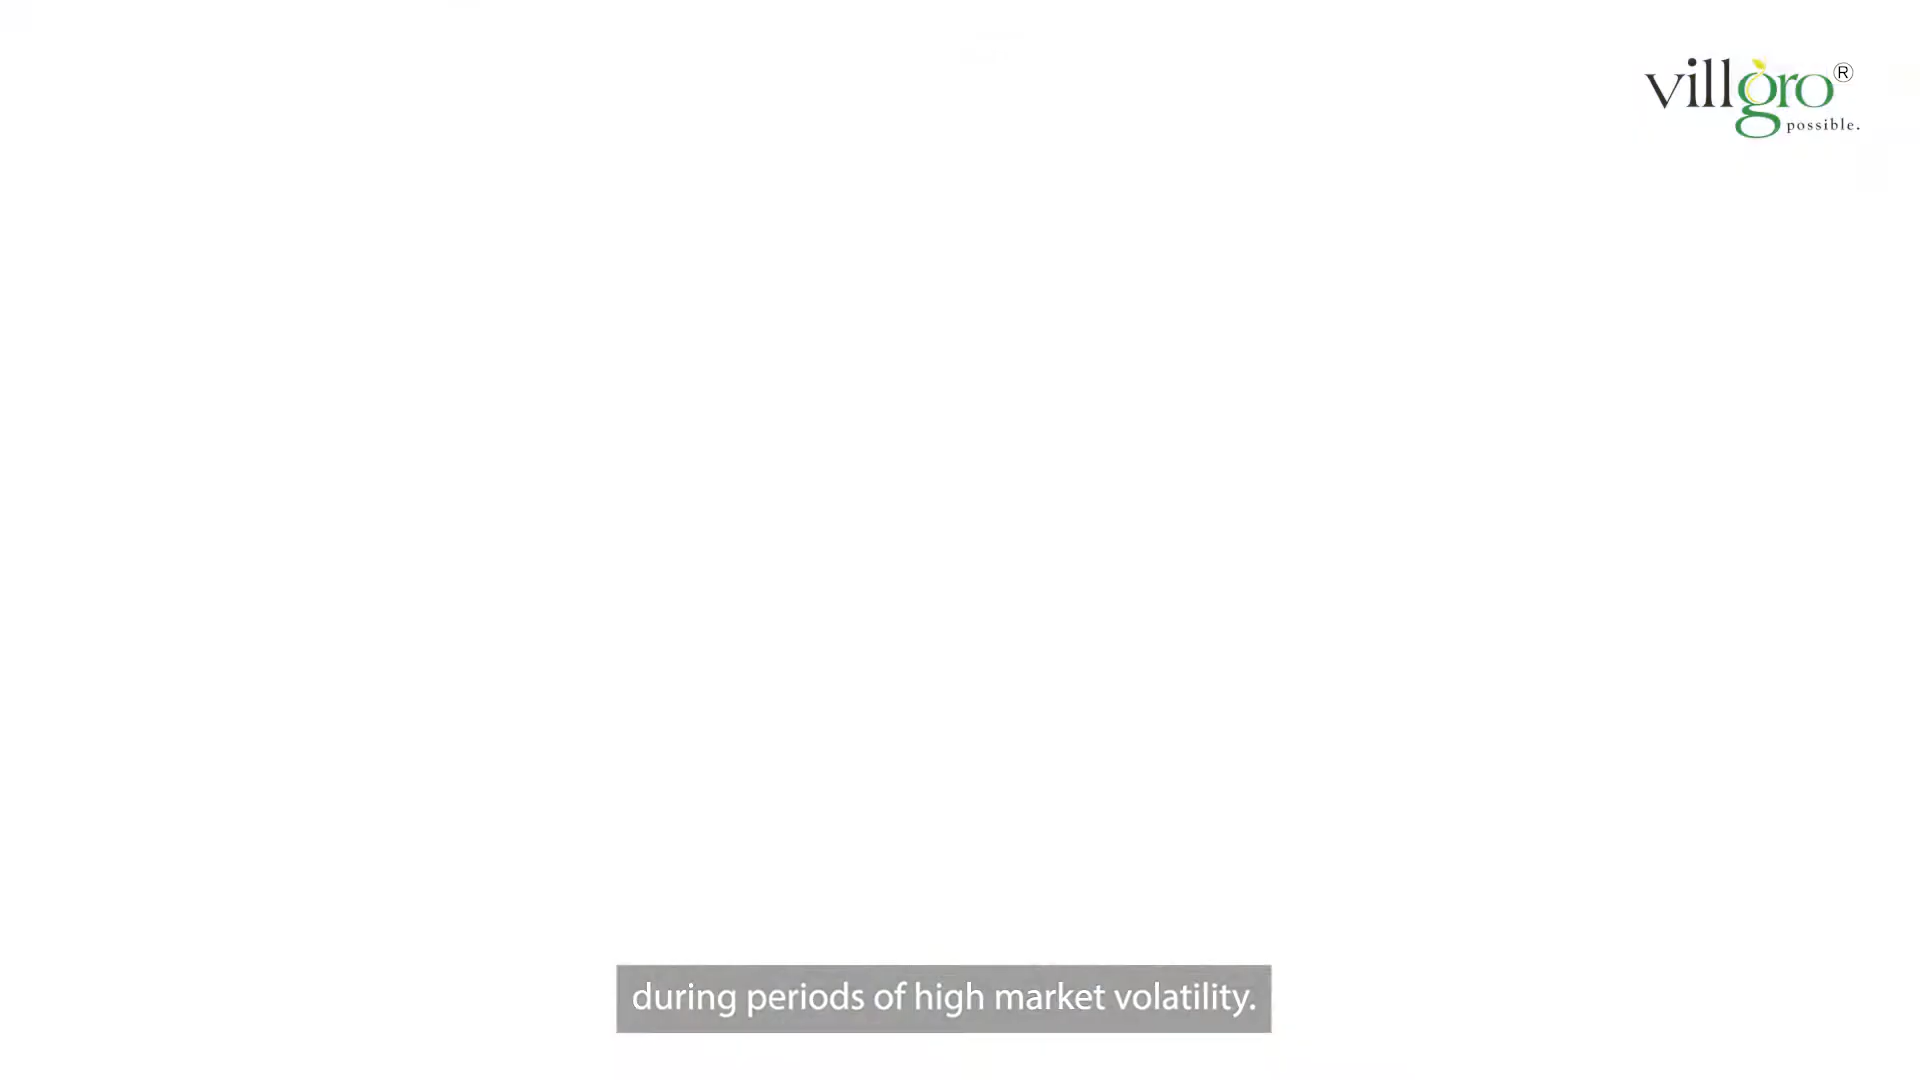 villgro®
possible.
during periods of high market volatility.